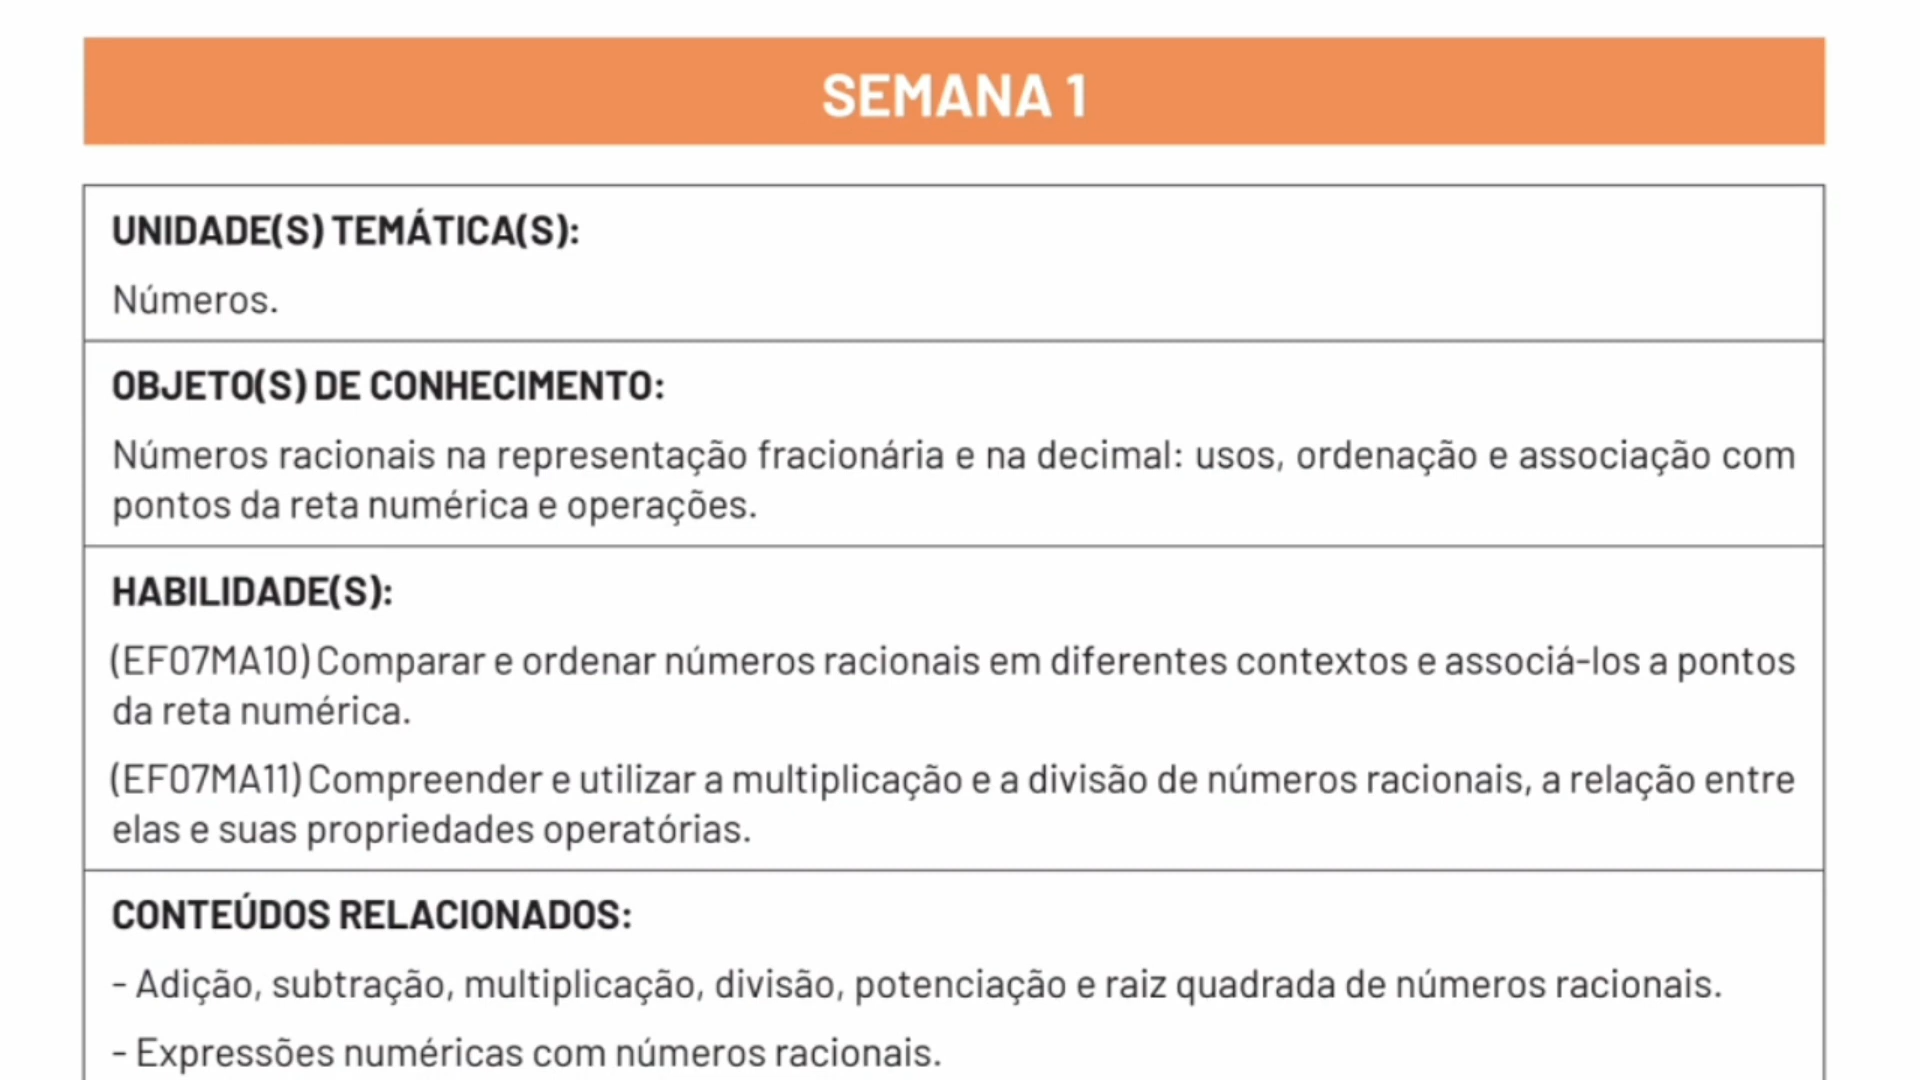 SEMANA 1
UNIDADE(S) TEMÁTICA(S):
Números.
OBJETO(S) DE CONHECIMENTO:
Números racionais na representação fracionária e na decimal: usos, ordenação e associação com
pontos da reta numérica e operações.
HABILIDADE(S):
(EF07MA10) Comparar e ordenar números racionais em diferentes contextos e associá-los a pontos
da reta numérica.
(EF07MA11) Compreender e utilizar a multiplicação e a divisão de números racionais, a relação entre
elas e suas propriedades operatórias.
CONTEÚDOS RELACIONADOS:
- Adição, subtração, multiplicação, divisão, potenciação e raiz quadrada de números racionais.
- Expressões numéricas com números racionais.